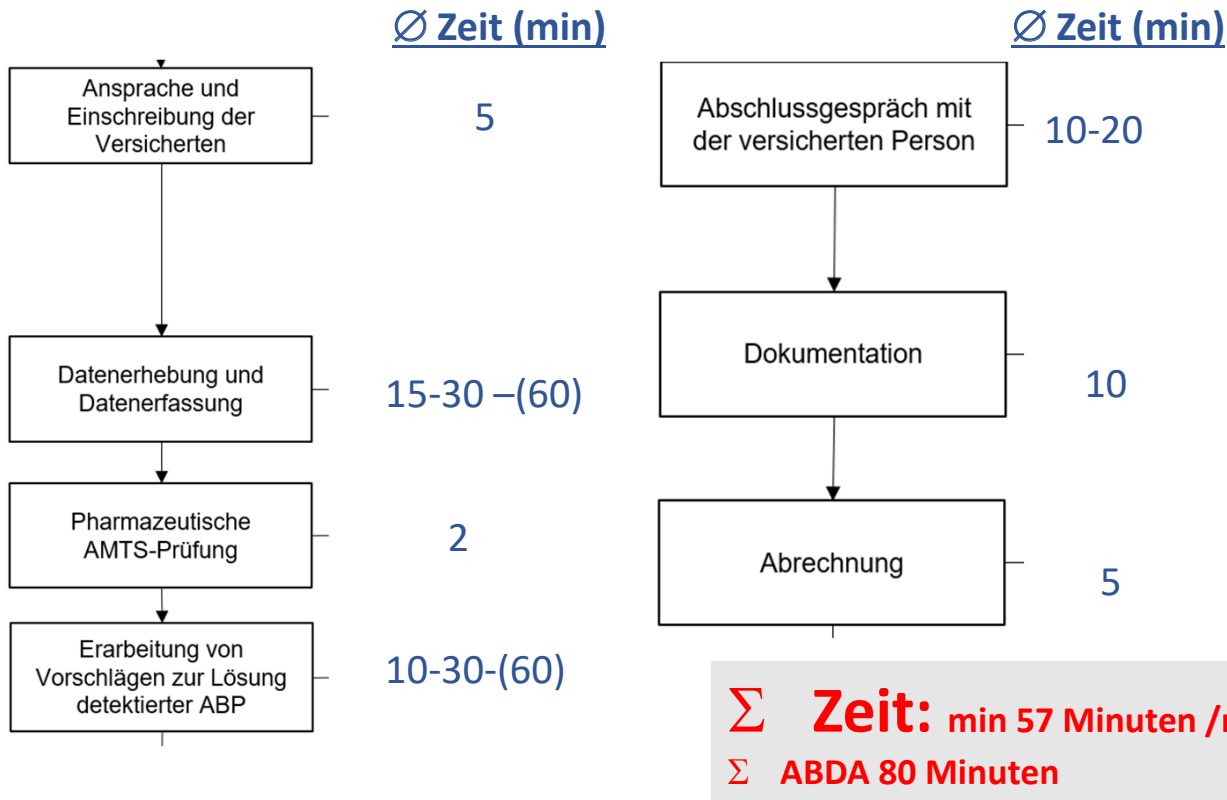 ∅ Zeit (min)
Ansprache und
Einschreibung der
Versicherten
5
Datenerhebung und
Datenerfassung
15-30 –(60)
Pharmazeutische
AMTS-Prüfung
2
Erarbeitung von
Vorschlägen zur Lösung
detektierter ABP
10-30-(60)
∅ Zeit (min)
Abschlussgespräch mit
der versicherten Person
10-20
Dokumentation
10
Abrechnung
5
Σ Zeit: min 57 Minuten /
Σ ABDA 80 Minuten